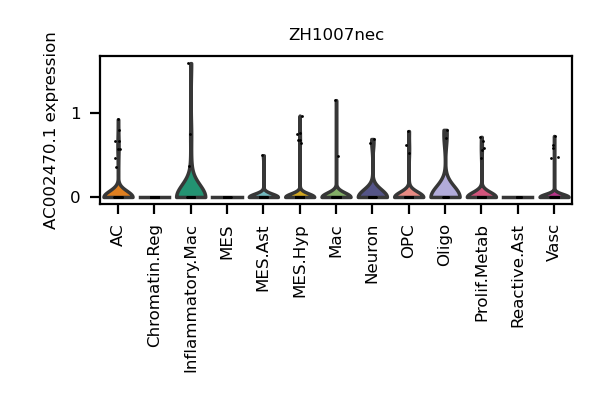 ZH1007nec
AC002470.1 expression
1
0
AC
Chromatin.Reg
Inflammatory.Mac
MES
MES.Ast
MES.Hyp
Mac
Neuron
OPC
Oligo
Prolif.Metab
Reactive.Ast
Vasc